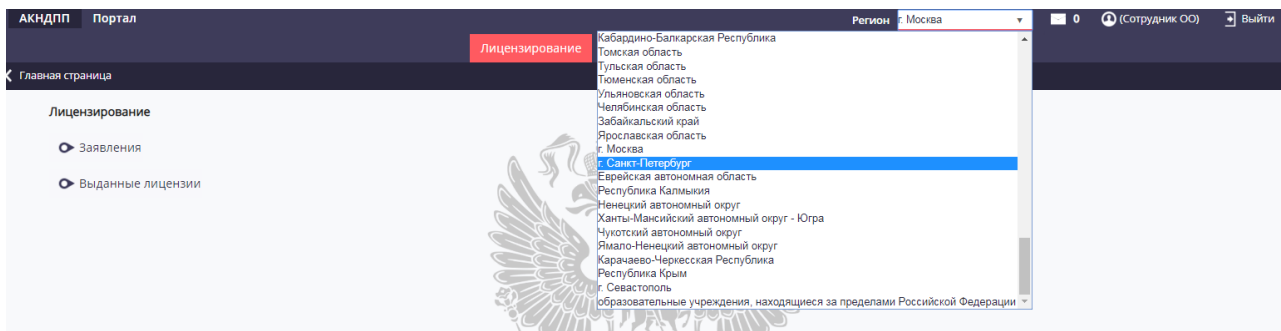 АКНДПП Портал Регион г. Москва 0 (Сотрудник ОО) Выйти
Лицензирование
Главная страница
Лицензирование
Заявления
Выданные лицензии
Кабардино-Балкарская Республика
Томская область
Тульская область
Тюменская область
Ульяновская область
Челябинская область
Забайкальский край
Ярославская область
г. Москва
г. Санкт-Петербург
Еврейская автономная область
Республика Калмыкия
Ненецкий автономный округ
Ханты-Мансийский автономный округ - Югра
Чукотский автономный округ
Ямало-Ненецкий автономный округ
Карачаево-Черкесская Республика
Республика Крым
г. Севастополь
образовательные учреждения, находящиеся за пределами Российской Федерации